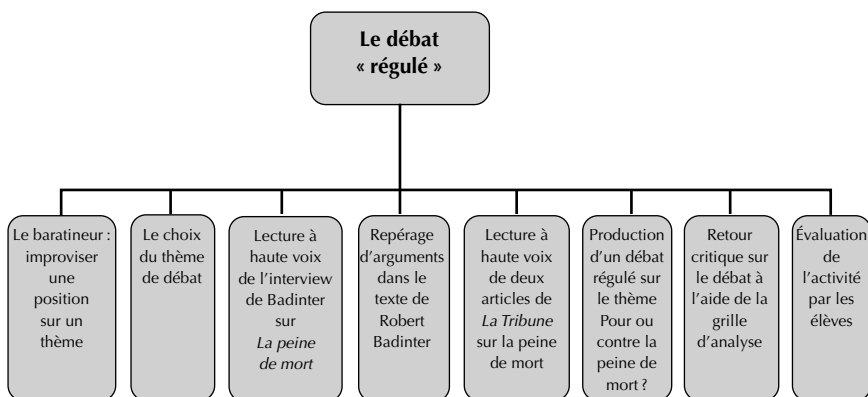 Le débat
« régulé »
Le baratineur :
improviser
une
position
sur un
thème
Le choix
du thème
de débat
Lecture à
haute voix
de l’interview
de Badinter
sur
La peine
de mort
Repérage
d’arguments
dans le
texte de
Robert
Badinter
Lecture à
haute voix
de deux
articles de
La Tribune
sur la peine
de mort
Production
d’un débat
régulé sur
le thème
Pour ou
contre la
peine de
mort ?
Retour
critique sur
le débat à
l’aide de la
grille
d’analyse
Évaluation
de
l’activité
par les
élèves